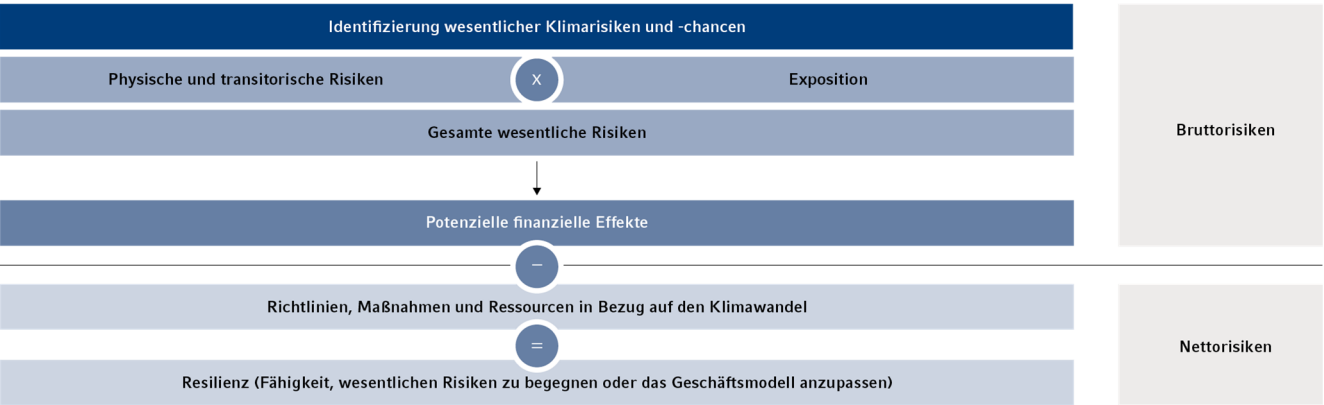 Identifizierung wesentlicher Klimarisiken und -chancen
Physische und transitorische Risiken
x
Exposition
Gesamte wesentliche Risiken
Bruttorisiken
Potenzielle finanzielle Effekte
–
Richtlinien, Maßnahmen und Ressourcen in Bezug auf den Klimawandel
=
Nettorisiken
Resilienz (Fähigkeit, wesentlichen Risiken zu begegnen oder das Geschäftsmodell anzupassen)